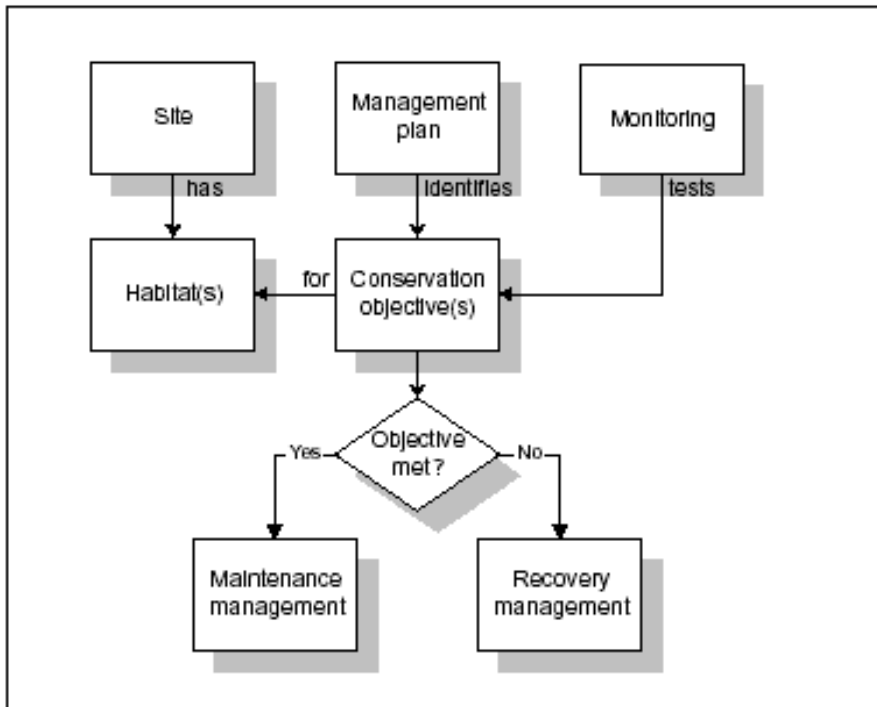 Site
Management
plan
Monitoring
has
identifies
tests
Habitat(s)
for
Conservation
objective(s)
Yes
Objective
met?
No
Maintenance
management
Recovery
management